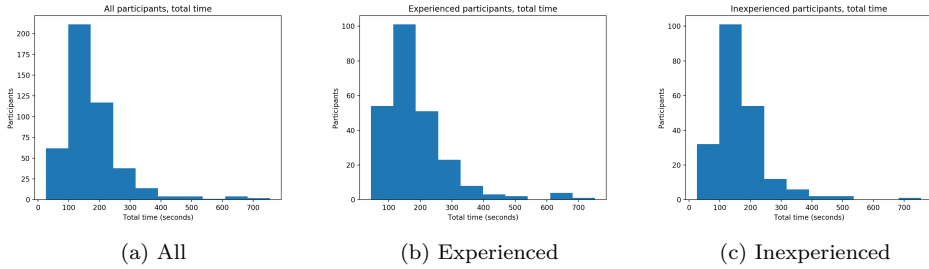 All participants, total time
200
175
150
125
100
75
50
25
0
Participants
0 100 200 300 400 500 600 700
Total time (seconds)
(a) All
Experienced participants, total time
100
80
60
40
20
0
Participants
100 200 300 400 500 600 700
Total time (seconds)
(b) Experienced
Inexperienced participants, total time
100
80
60
40
20
0
Participants
0 100 200 300 400 500 600 700
Total time (seconds)
(c) Inexperienced